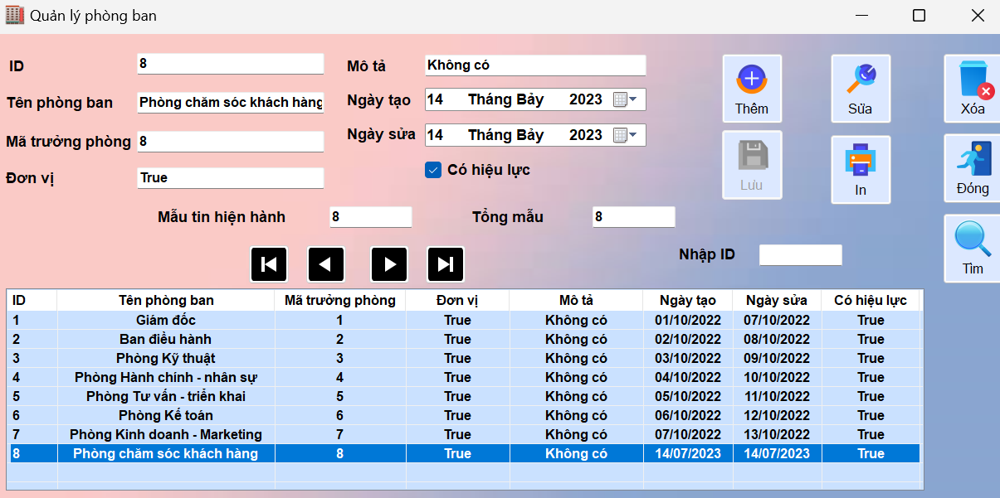 Quản lý phòng ban
ID 8 Mô tả Không có
Tên phòng ban Phòng chăm sóc khách hàng Ngày tạo 14 Tháng Bảy 2023
Mã trưởng phòng 8 Ngày sửa 14 Tháng Bảy 2023
Đơn vị True Có hiệu lực
Thêm Sửa Xóa
Lưu In Đóng
Mẫu tin hiện hành 8 Tổng mẫu 8
Nhập ID Tìm
ID Tên phòng ban Mã trưởng phòng Đơn vị Mô tả Ngày tạo Ngày sửa Có hiệu lực
1 Giám đốc 1 True Không có 01/10/2022 07/10/2022 True
2 Ban điều hành 2 True Không có 02/10/2022 08/10/2022 True
3 Phòng Kỹ thuật 3 True Không có 03/10/2022 09/10/2022 True
4 Phòng Hành chính - nhân sự 4 True Không có 04/10/2022 10/10/2022 True
5 Phòng Tư vấn - triển khai 5 True Không có 05/10/2022 11/10/2022 True
6 Phòng Kế toán 6 True Không có 06/10/2022 12/10/2022 True
7 Phòng Kinh doanh - Marketing 7 True Không có 07/10/2022 13/10/2022 True
8 Phòng chăm sóc khách hàng 8 True Không có 14/07/2023 14/07/2023 True